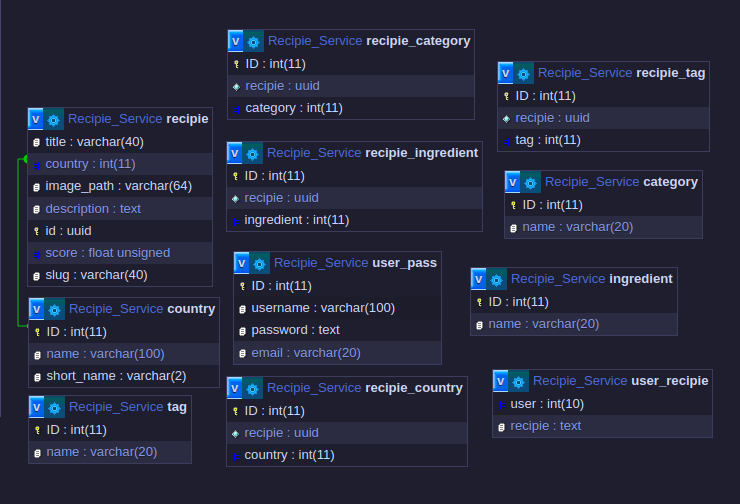 Recipie_Service recipie_category
ID : int(11)
recipie : uuid
category : int(11)
Recipie_Service recipie_tag
ID : int(11)
recipie : uuid
tag : int(11)
Recipie_Service recipie
title : varchar(40)
country : int(11)
image_path : varchar(64)
description : text
id : uuid
score : float unsigned
slug : varchar(40)
Recipie_Service recipie_ingredient
ID : int(11)
recipie : uuid
ingredient : int(11)
Recipie_Service category
ID : int(11)
name : varchar(20)
Recipie_Service user_pass
ID : int(11)
username : varchar(100)
password : text
email : varchar(20)
Recipie_Service ingredient
ID : int(11)
name : varchar(20)
Recipie_Service country
ID : int(11)
name : varchar(100)
short_name : varchar(2)
Recipie_Service recipie_country
ID : int(11)
recipie : uuid
country : int(11)
Recipie_Service user_recipie
user : int(10)
recipie : text
Recipie_Service tag
ID : int(11)
name : varchar(20)